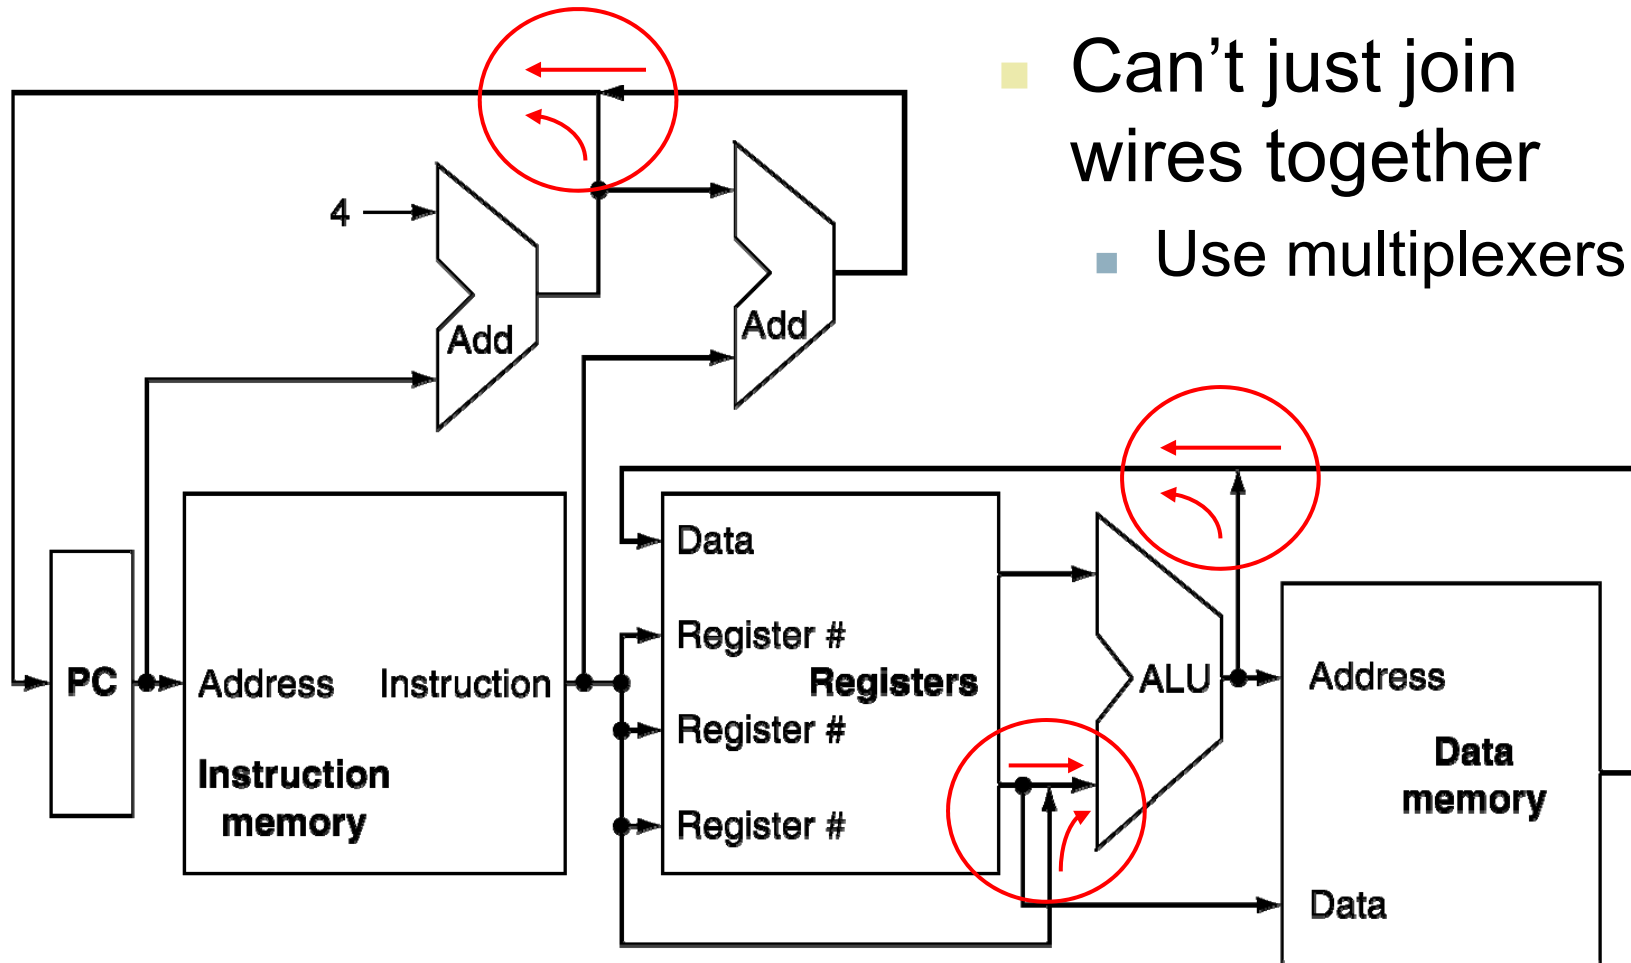 Can't just join
wires together
Use multiplexers
4
Add
Add
Data
Register #
Registers
Register #
Register #
PC
Address
Instruction
Instruction
memory
ALU
Address
Data
memory
Data